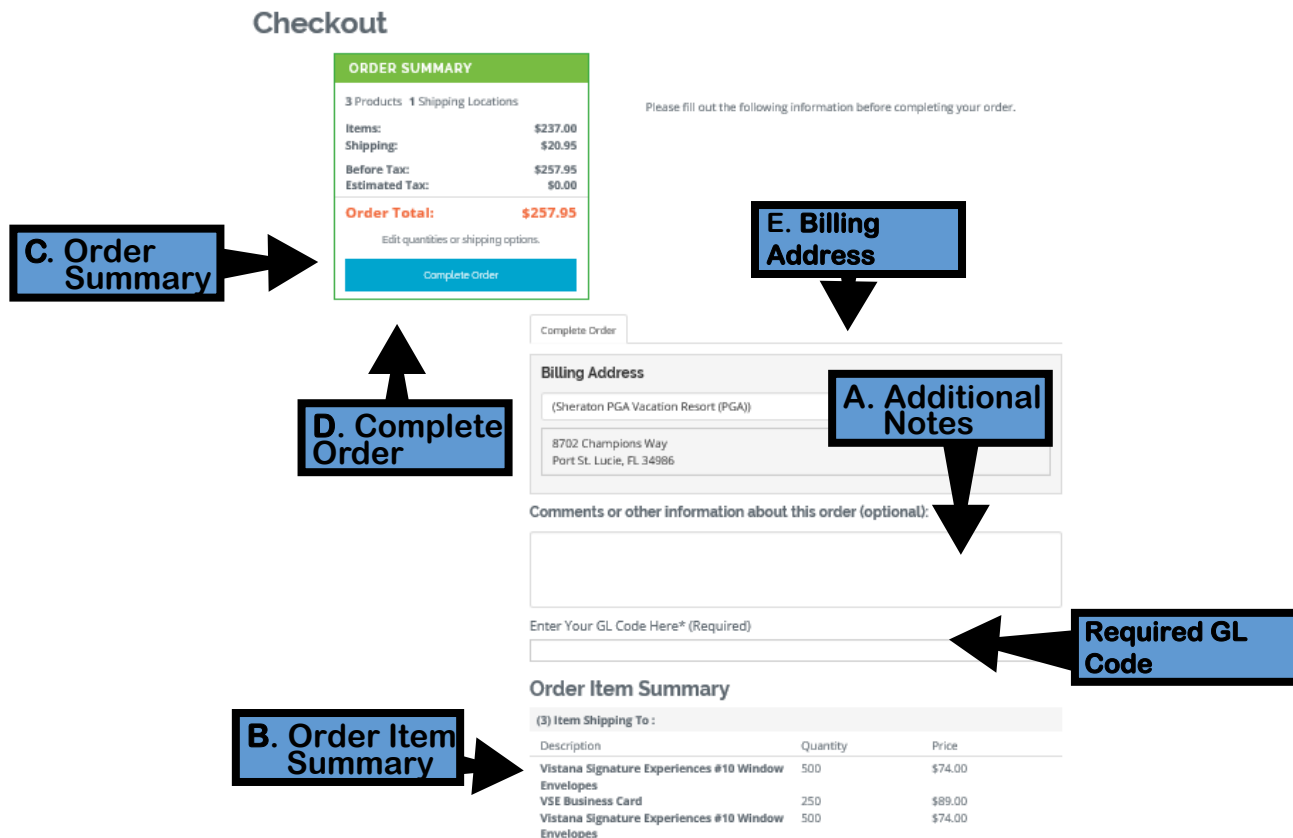 Checkout
ORDER SUMMARY
3 Products 1 Shipping Locations
Items: $237.00
Shipping: $20.95
Before Tax: $257.95
Estimated Tax: $0.00
Order Total: $257.95
Edit quantities or shipping options.
Complete Order
Please fill out the following information before completing your order.
C. Order
Summary
E. Billing
Address
D. Complete
Order
Complete Order
Billing Address
(Sheraton PGA Vacation Resort (PGA))
8702 Champions Way
Port St. Lucie, FL 34986
A. Additional
Notes
Comments or other information about this order (optional):
Enter Your GL Code Here* (Required)
Required GL
Code
Order Item Summary
(3) Item Shipping To :
B. Order Item
Summary
Description Quantity Price
Vistana Signature Experiences #10 Window 500 $74.00
Envelopes
VSE Business Card 250 $89.00
Vistana Signature Experiences #10 Window 500 $74.00
Envelopes